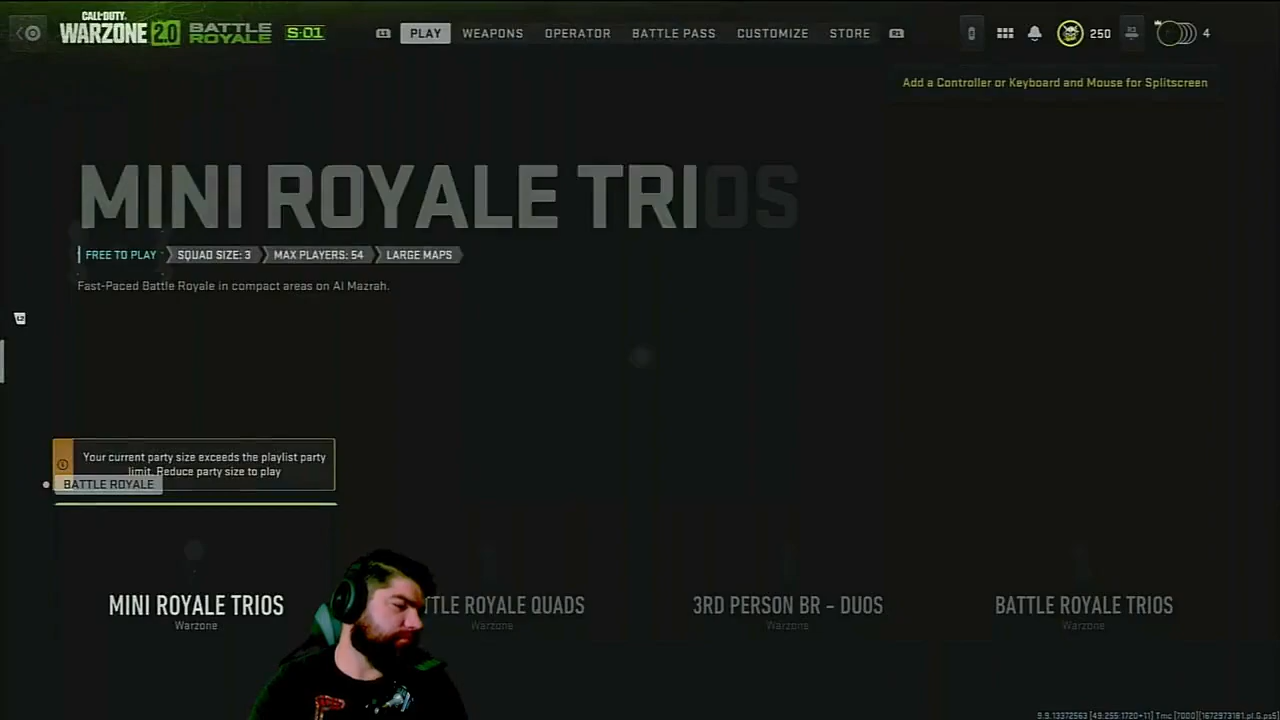 CALL OF DUTY
WARZONE 2.0 BATTLE ROYALE S:01
L1 PLAY WEAPONS OPERATOR BATTLE PASS CUSTOMIZE STORE R1
250 R3 4
Add a Controller or Keyboard and Mouse for Splitscreen
MINI ROYALE TRIOS
FREE TO PLAY SQUAD SIZE: 3 MAX PLAYERS: 54 LARGE MAPS
Fast-Paced Battle Royale in compact areas on Al Mazrah.
L2
Your current party size exceeds the playlist party
limit. Reduce party size to play
BATTLE ROYALE
MINI ROYALE TRIOS
Warzone
TTLE ROYALE QUADS
Warzone
3RD PERSON BR - DUOS
Warzone
BATTLE ROYALE TRIOS
Warzone